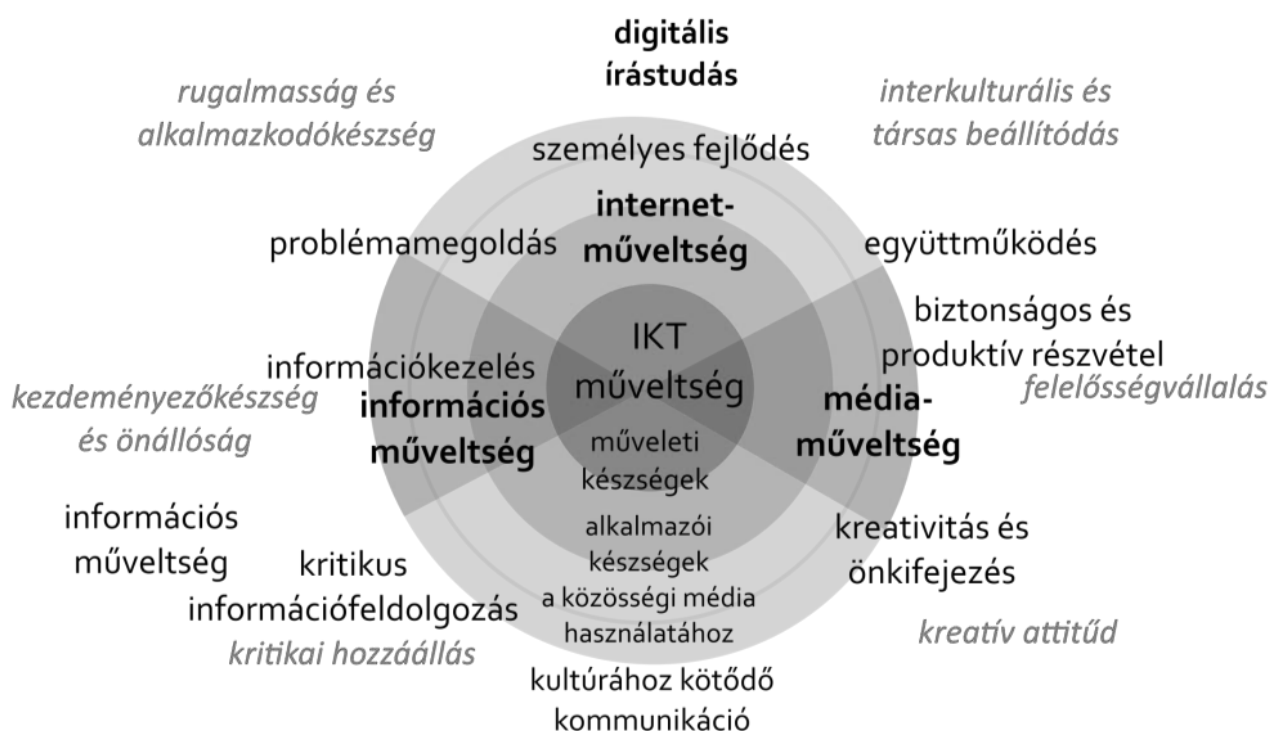 digitális
írástudás
rugalmasság és
alkalmazkodókészség
interkulturális és
társas beállítódás
személyes fejlődés
internet-
műveltség
problémamegoldás
együttműködés
biztonságos és
produktív részvétel
felelősségvállalás
IKT
műveltség
információkezelés
információs
műveltség
kezdeményezőkészség
és önállóság
média-
műveltség
műveleti
készségek
információs
műveltség
kritikus
információfeldolgozás
kritikai hozzáállás
alkalmazói
készségek
a közösségi média
használatához
kreativitás és
önkifejezés
kreatív attitűd
kultúrához kötődő
kommunikáció